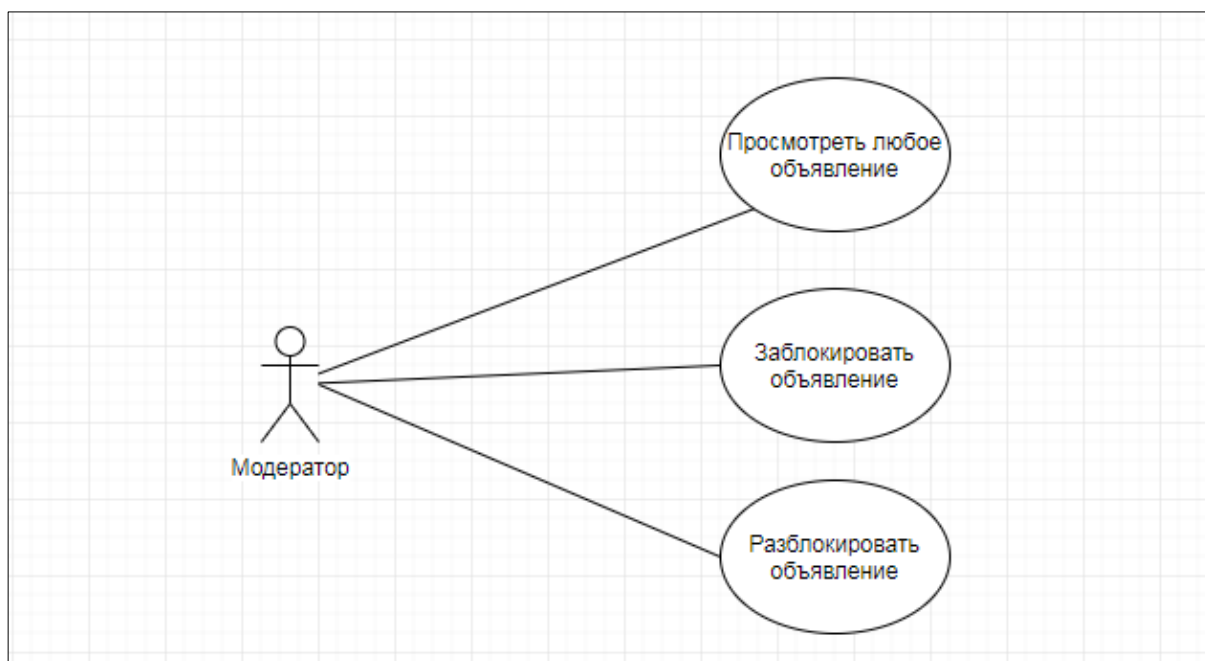 Просмотреть любое
объявление
Заблокировать
объявление
Модератор
Разблокировать
объявление